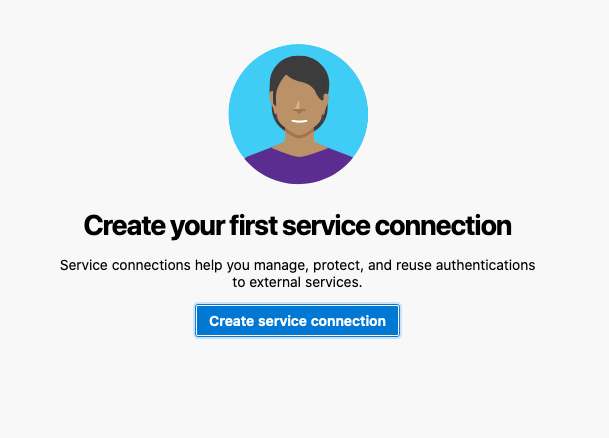 Create your first service connection
Service connections help you manage, protect, and reuse authentications
to external services.
Create service connection